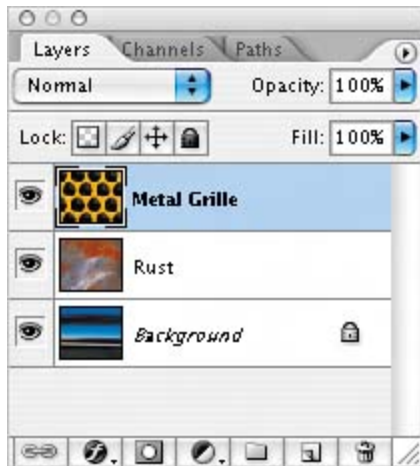 Layers Channels Paths
Normal Opacity: 100%
Lock: Fill: 100%
Metal Grille
Rust
Background